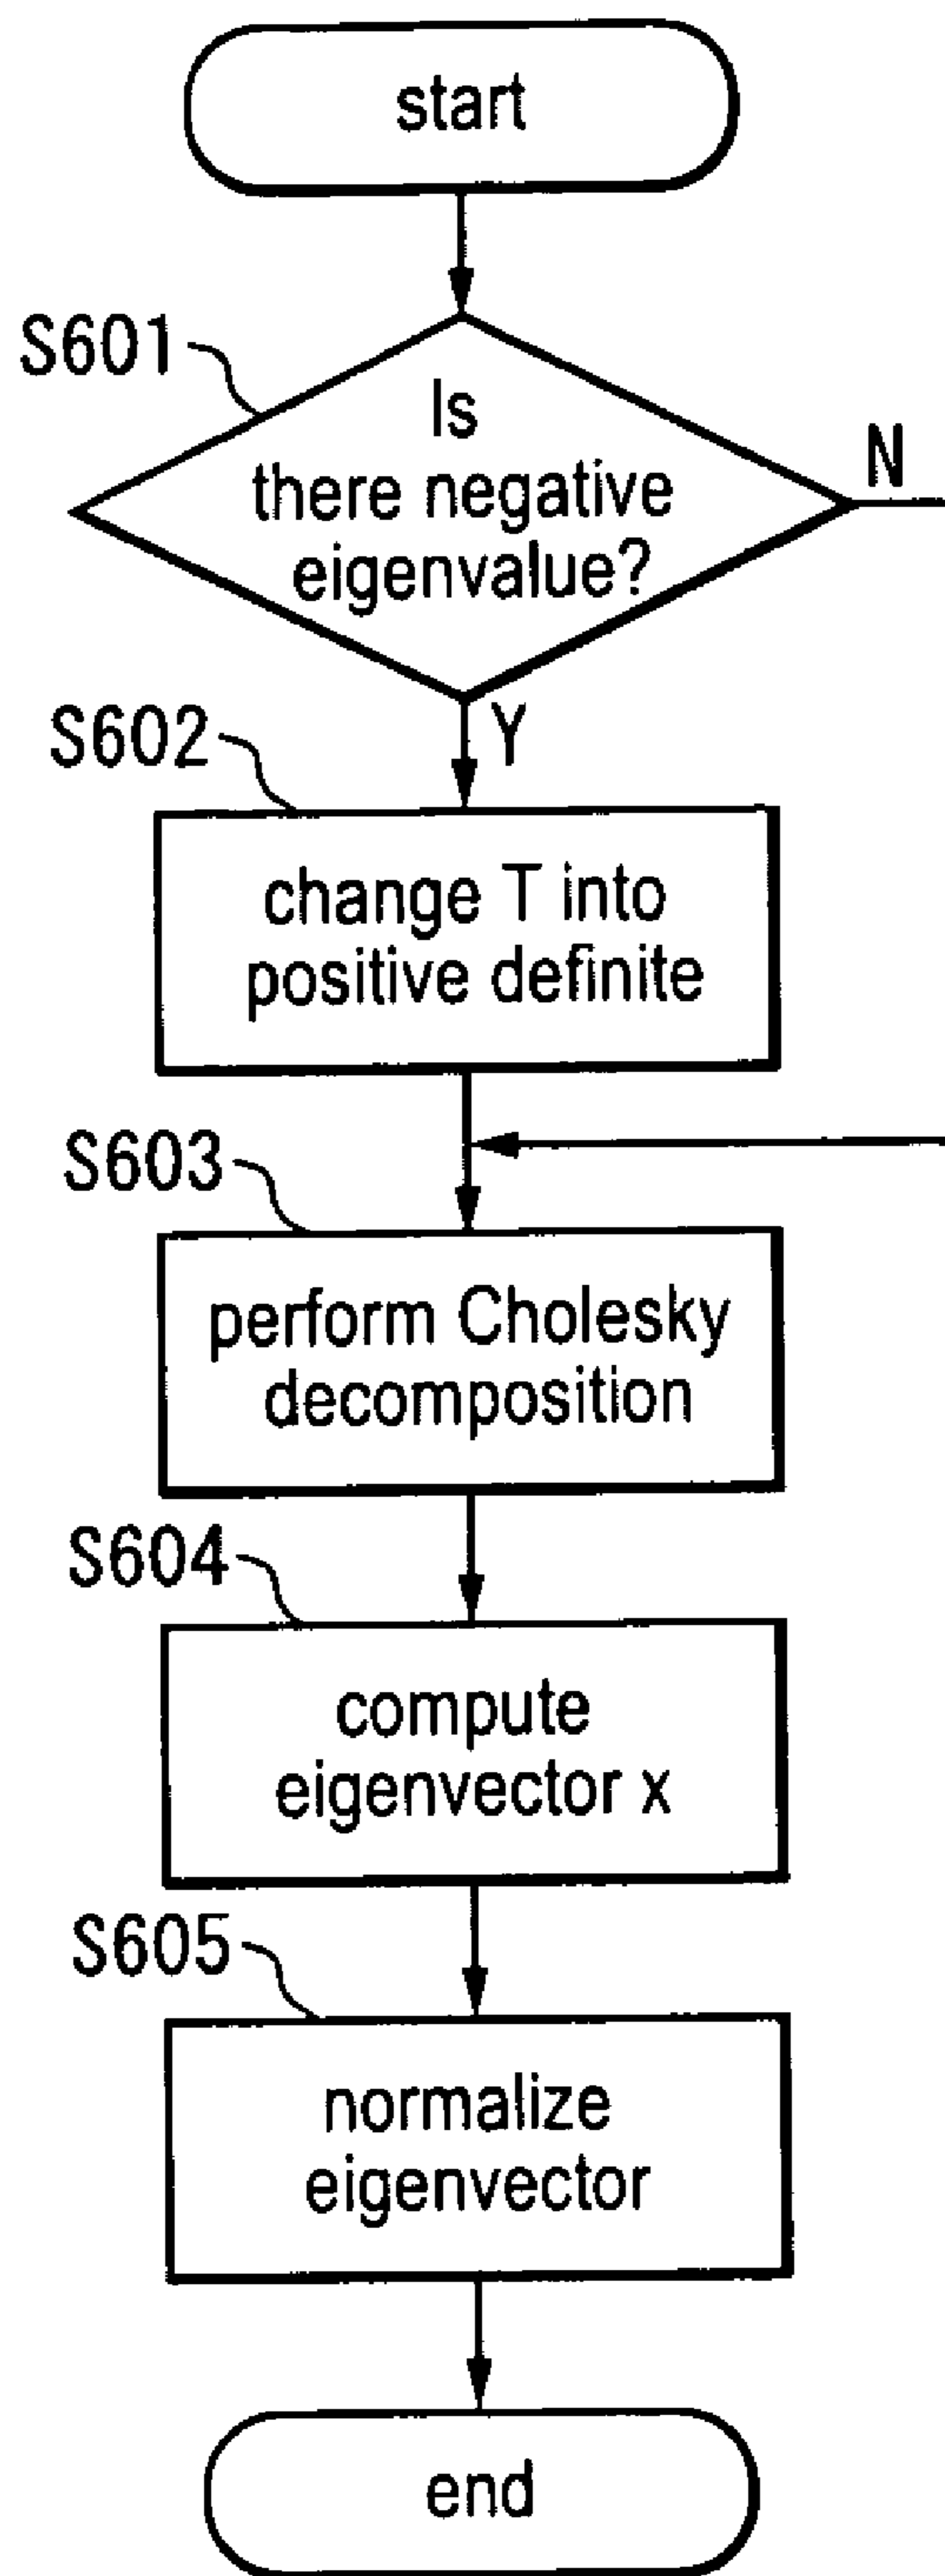 start
S601
Is
there negative
eigenvalue?
N
Y
S602
change T into
positive definite
S603
perform Cholesky
decomposition
S604
compute
eigenvector x
S605
normalize
eigenvector
end